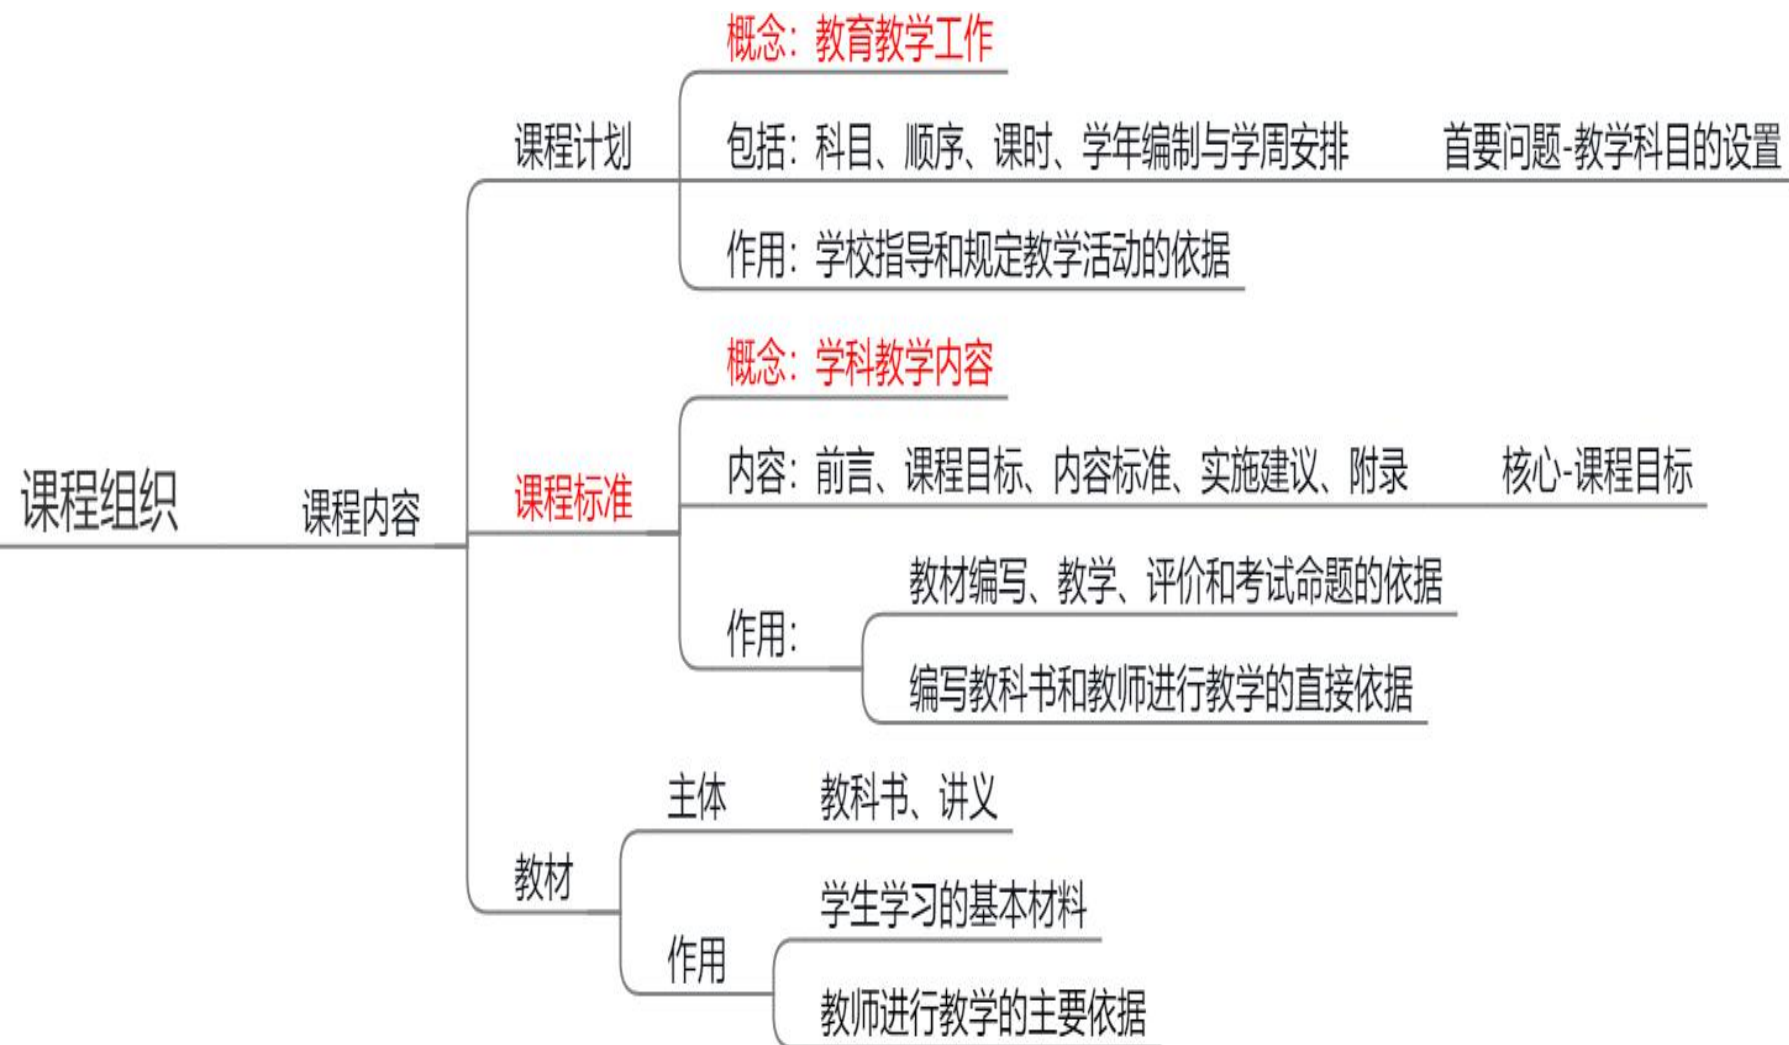 概念：教育教学工作
课程计划
包括：科目、顺序、课时、学年编制与学周安排
首要问题-教学科目的设置
作用：学校指导和规定教学活动的依据
概念：学科教学内容
课程组织
课程内容
课程标准
内容：前言、课程目标、内容标准、实施建议、附录
核心-课程目标
教材编写、教学、评价和考试命题的依据
作用：
编写教科书和教师进行教学的直接依据
主体
教科书、讲义
教材
学生学习的基本材料
作用
教师进行教学的主要依据